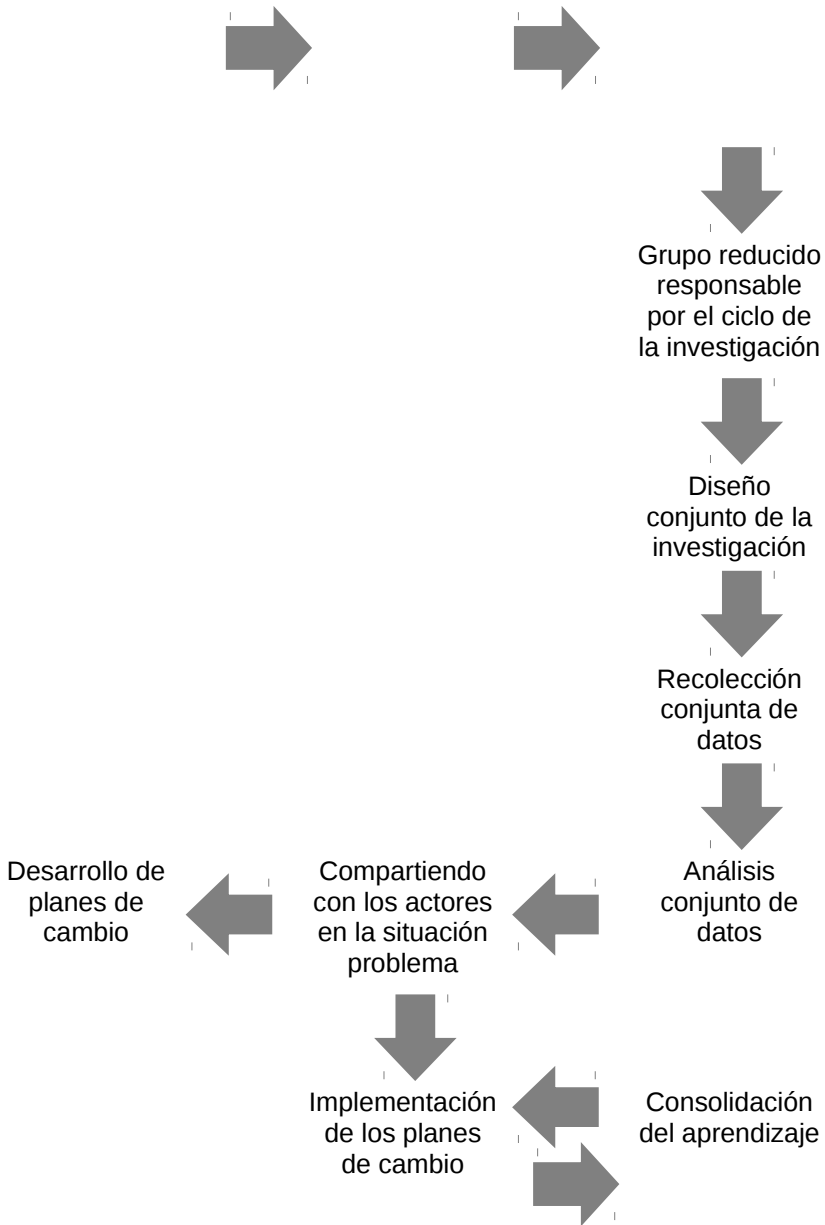 Grupo reducido
responsable
por el ciclo de
la investigación
Diseño
conjunto de la
investigación
Recolección
conjunta de
datos
Análisis
conjunto de
datos
Compartiendo
con los actores
en la situación
problema
Desarrollo de
planes de
cambio
Implementación
de los planes
de cambio
Consolidación
del aprendizaje